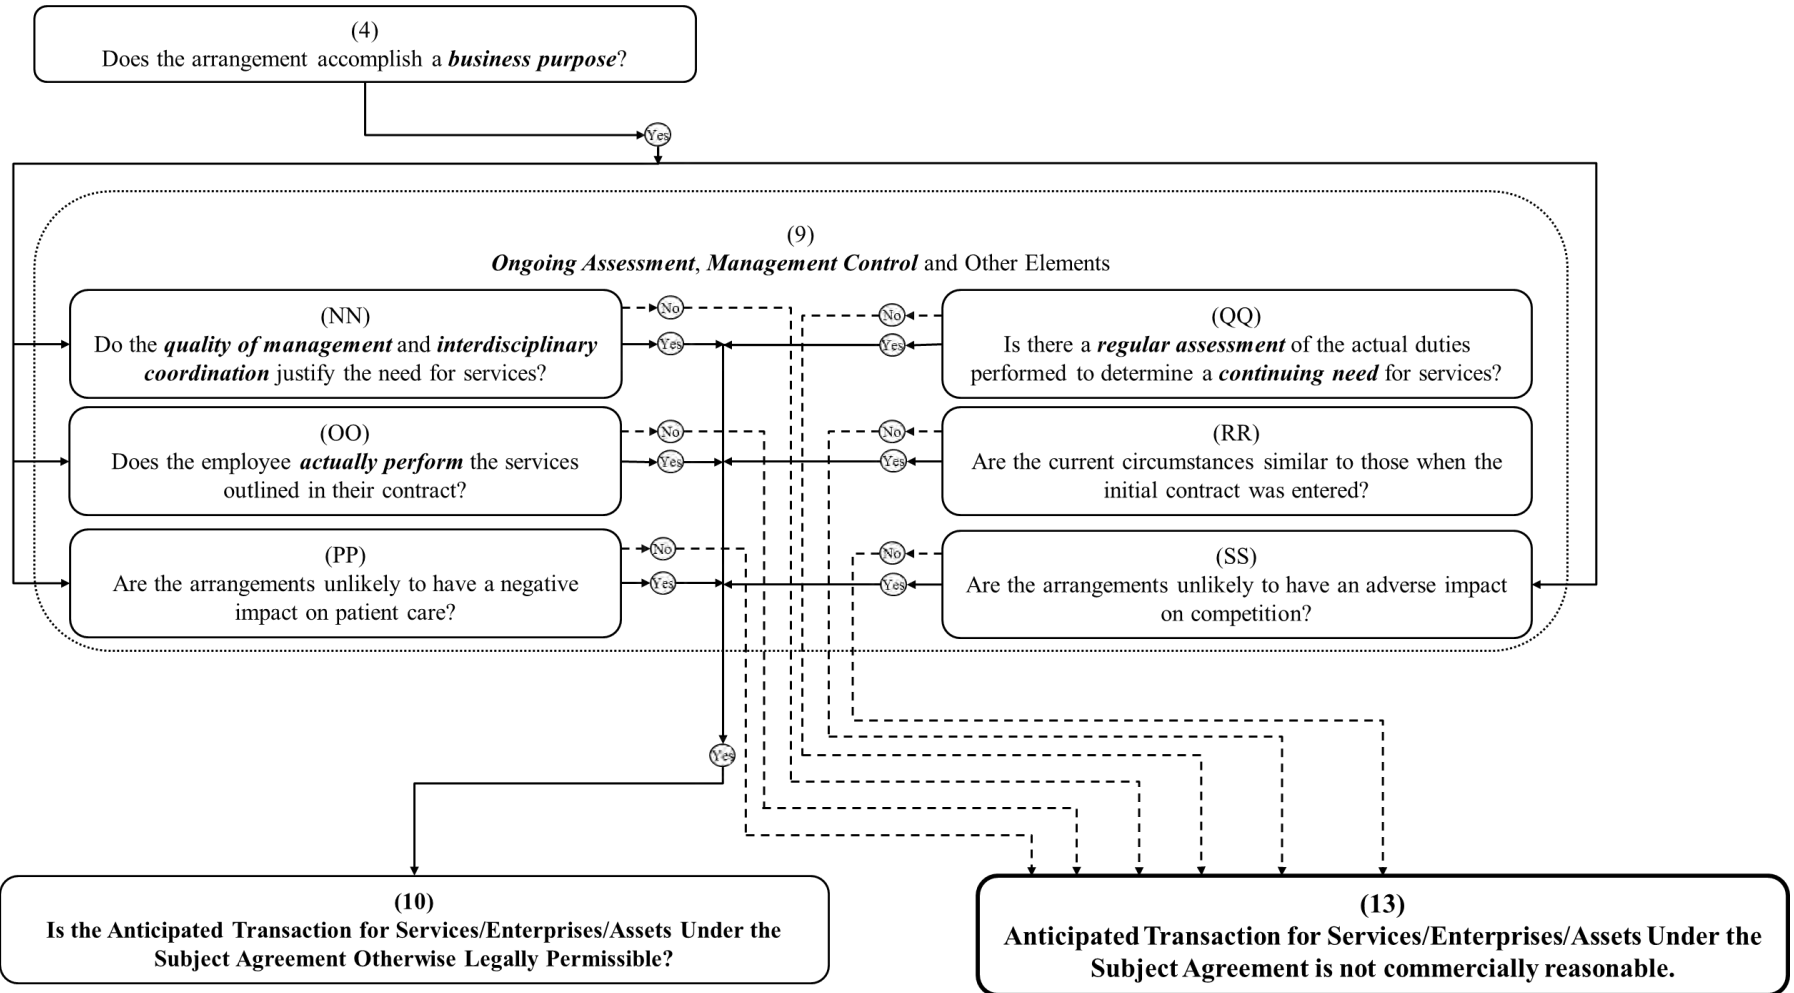 (4)
Does the arrangement accomplish a business purpose?
Yes
(9)
Ongoing Assessment, Management Control and Other Elements
(NN)
Do the quality of management and interdisciplinary
coordination justify the need for services?
No
Yes
No
Yes
(QQ)
Is there a regular assessment of the actual duties
performed to determine a continuing need for services?
(OO)
Does the employee actually perform the services
outlined in their contract?
No
Yes
No
Yes
(RR)
Are the current circumstances similar to those when the
initial contract was entered?
(PP)
Are the arrangements unlikely to have a negative
impact on patient care?
No
Yes
No
Yes
(SS)
Are the arrangements unlikely to have an adverse impact
on competition?
Yes
(10)
Is the Anticipated Transaction for Services/Enterprises/Assets Under the
Subject Agreement Otherwise Legally Permissible?
(13)
Anticipated Transaction for Services/Enterprises/Assets Under the
Subject Agreement is not commercially reasonable.